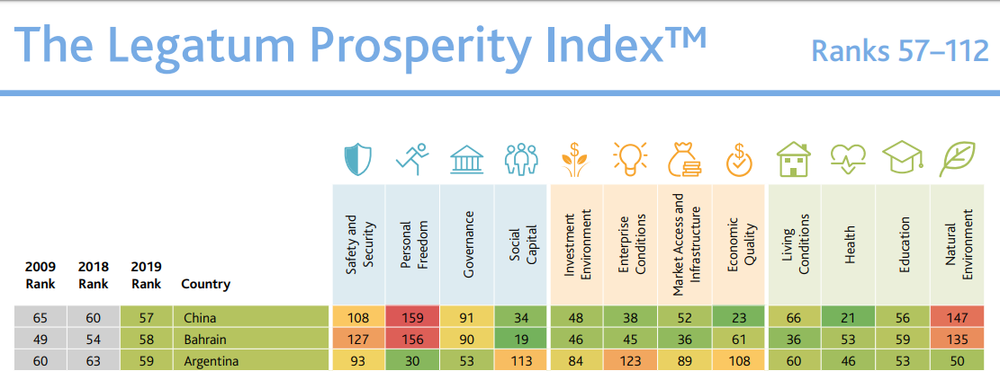 The Legatum Prosperity Index™ Ranks 57–112
Safety and Security
Personal Freedom
Governance
Social Capital
Investment Environment
Enterprise Conditions
Market Access and Infrastructure
Economic Quality
Living Conditions
Health
Education
Natural Environment
2009 Rank 2018 Rank 2019 Rank Country
65 60 57 China 108 159 91 34 48 38 52 23 66 21 56 147
49 54 58 Bahrain 127 156 90 19 46 45 36 61 36 53 59 135
60 63 59 Argentina 93 30 53 113 84 123 89 108 60 46 53 50